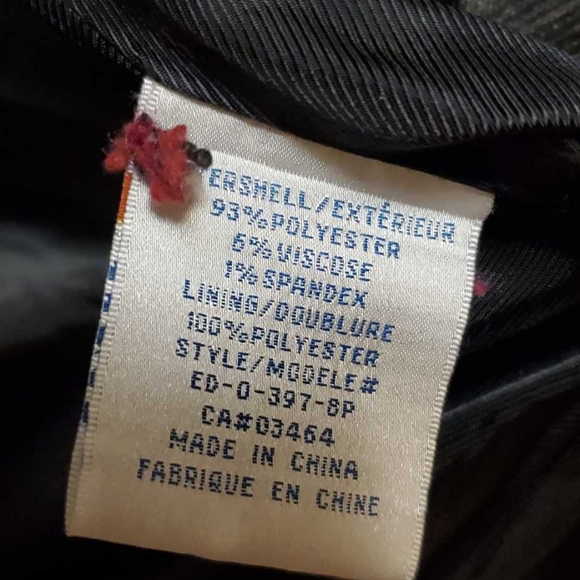 ERSHELL/EXTÉRIEUR
93%POLYESTER
6%VISCOSE
1%SPANDEX
LINING/DOUBLURE
100%POLYESTER
STYLE/MODELE#
ED-0-397-8P
CA#03464
MADE IN CHINA
FABRIQUE EN CHINE